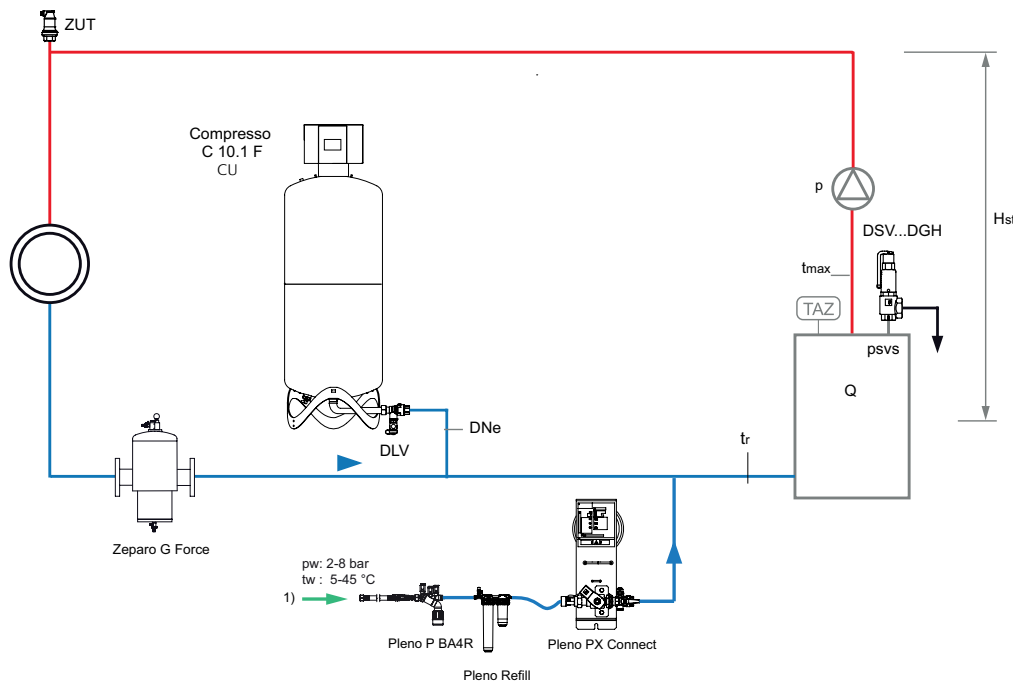 ZUT
Compresso
C 10.1 F
CU
p
DSV...DGH
Hst
tmax
TAZ
psvs
Q
DNe
DLV
tr
Zeparo G Force
pw: 2-8 bar
tw : 5-45 °C
1)
Pleno P BA4R
Pleno PX Connect
Pleno Refill